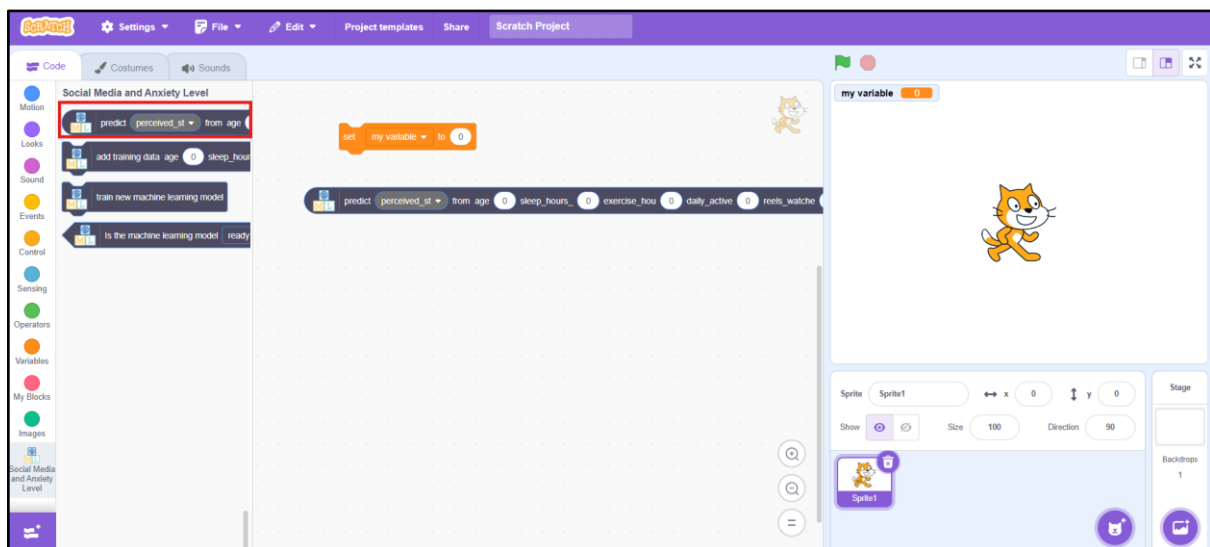 SCRATCH Settings File Edit Project templates Share Scratch Project
Code Costumes Sounds
Motion
Looks
Sound
Events
Control
Sensing
Operators
Variables
My Blocks
Images
Social Media
and Anxiety
Level
Social Media and Anxiety Level
predict perceived_st from age
add training data age 0 sleep_hour
train new machine learning model
Is the machine learning model ready
set my variable to 0
predict perceived_st from age 0 sleep_hours_ 0 exercise_hou 0 daily_active 0 reels_watche
my variable 0
Sprite Sprite1 x 0 y 0
Show Size 100 Direction 90
Sprite1
Stage
Backdrops
1